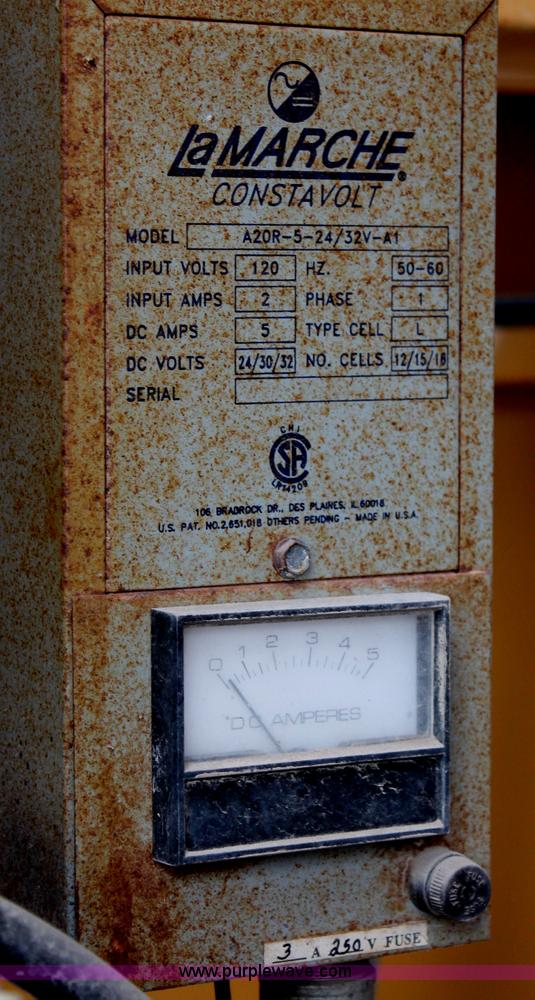 LaMARCHE®
CONSTAVOLT
MODEL A20R-5-24/32V-A1
INPUT VOLTS 120 HZ. 50-60
INPUT AMPS 2 PHASE 1
DC AMPS 5 TYPE CELL L
DC VOLTS 24/30/32 NO. CELLS 12/15/16
SERIAL
SA
LR34209
106 BRADROCK DR., DES PLAINES, IL 60018
U.S. PAT. NO.2,651,018 OTHERS PENDING - MADE IN U.S.A.
0 1 2 3 4 5
DC AMPERES
FUSE
3 A 250 V FUSE
www.purplewave.com